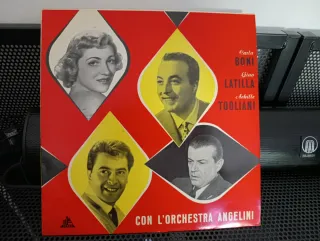 Carla
BONI
Gino
LATILLA
Achille
TOGLIANI
CON L'ORCHESTRA ANGELINI